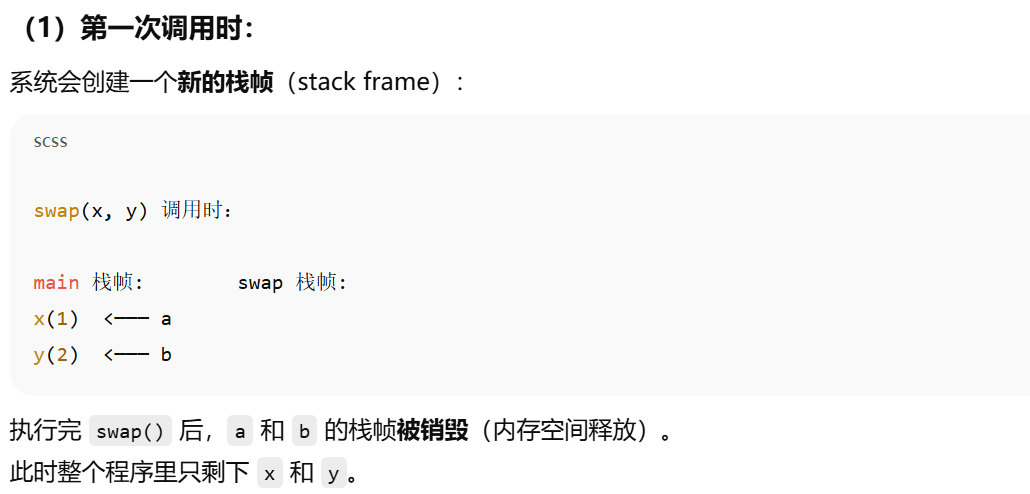 （1）第一次调用时：
系统会创建一个新的栈帧（stack frame）：
scss
swap(x, y) 调用时：
main 栈帧:        swap 栈帧:
x(1)  <─── a
y(2)  <─── b
执行完 swap() 后，a 和 b 的栈帧被销毁（内存空间释放）。
此时整个程序里只剩下 x 和 y。